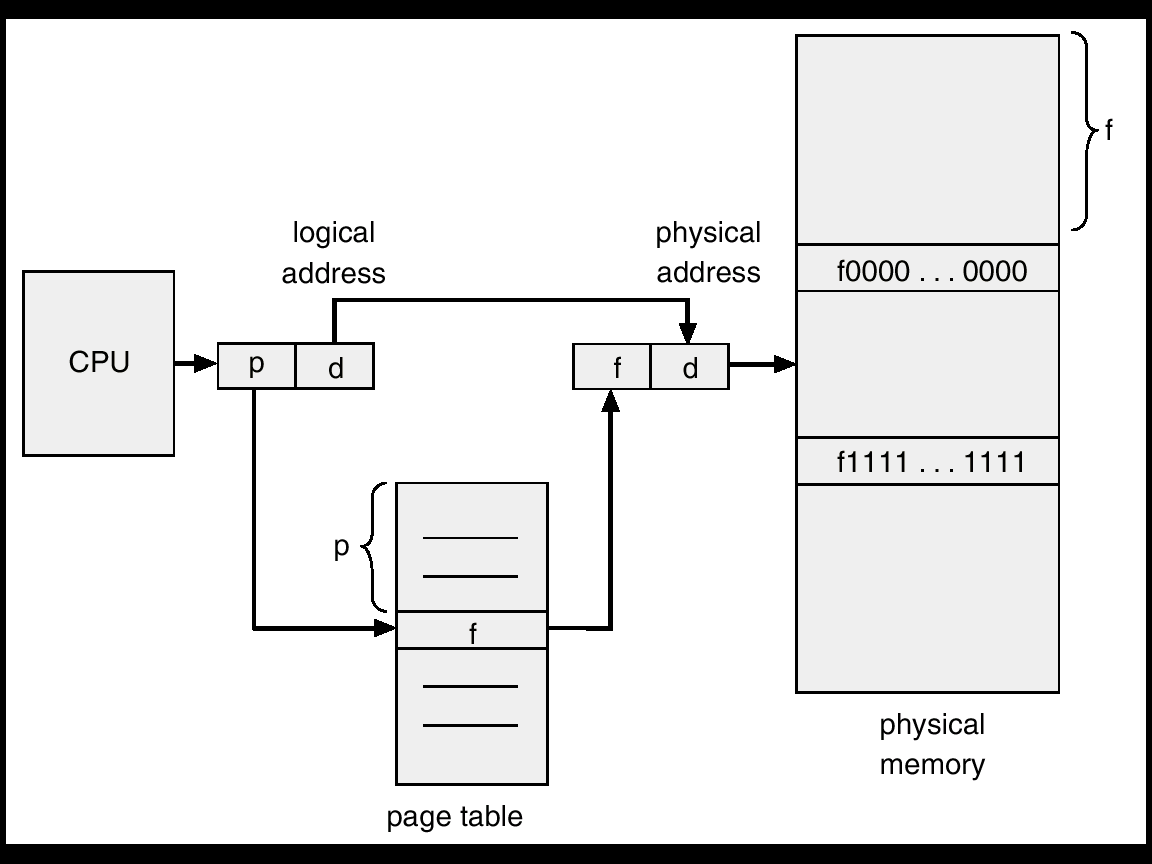 f
f0000 . . . 0000
logical
address
physical
address
CPU
p
d
f
d
f1111 . . . 1111
p
f
physical
memory
page table